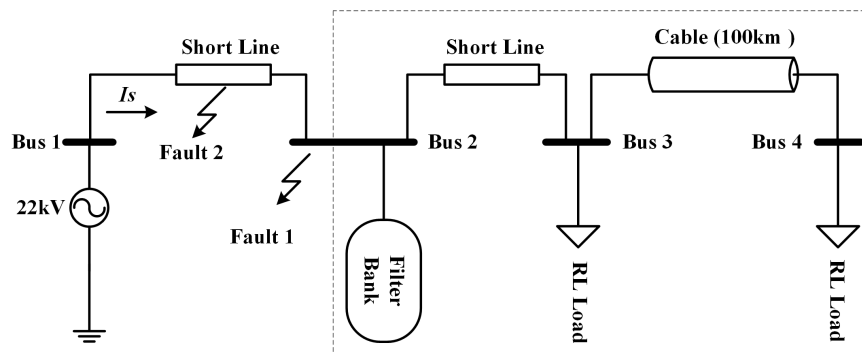 Short Line
Short Line
Cable (100km )
Is
Bus 1
Fault 2
Bus 2
Bus 3
Bus 4
22kV
Fault 1
Filter
Bank
RL Load
RL Load